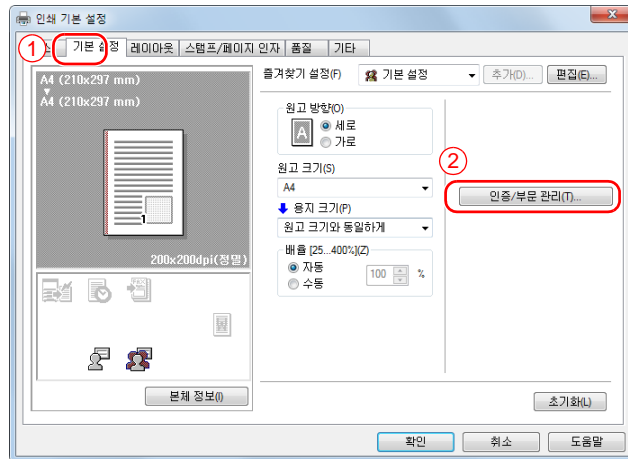 인쇄 기본 설정
1
기본 설정 레이아웃 스탬프/페이지 인자 품질 기타
A4 (210x297 mm)
A4 (210x297 mm)
1
200x200dpi(정밀)
본체 정보(I)
즐겨찾기 설정(F) 기본 설정 추가(D)... 편집(E)...
원고 방향(O)
A
세로
가로
원고 크기(S)
A4
용지 크기(P)
원고 크기와 동일하게
배율 [25...400%](Z)
자동
수동
100 %
2
인증/부문 관리(T)...
초기화(L)
확인 취소 도움말